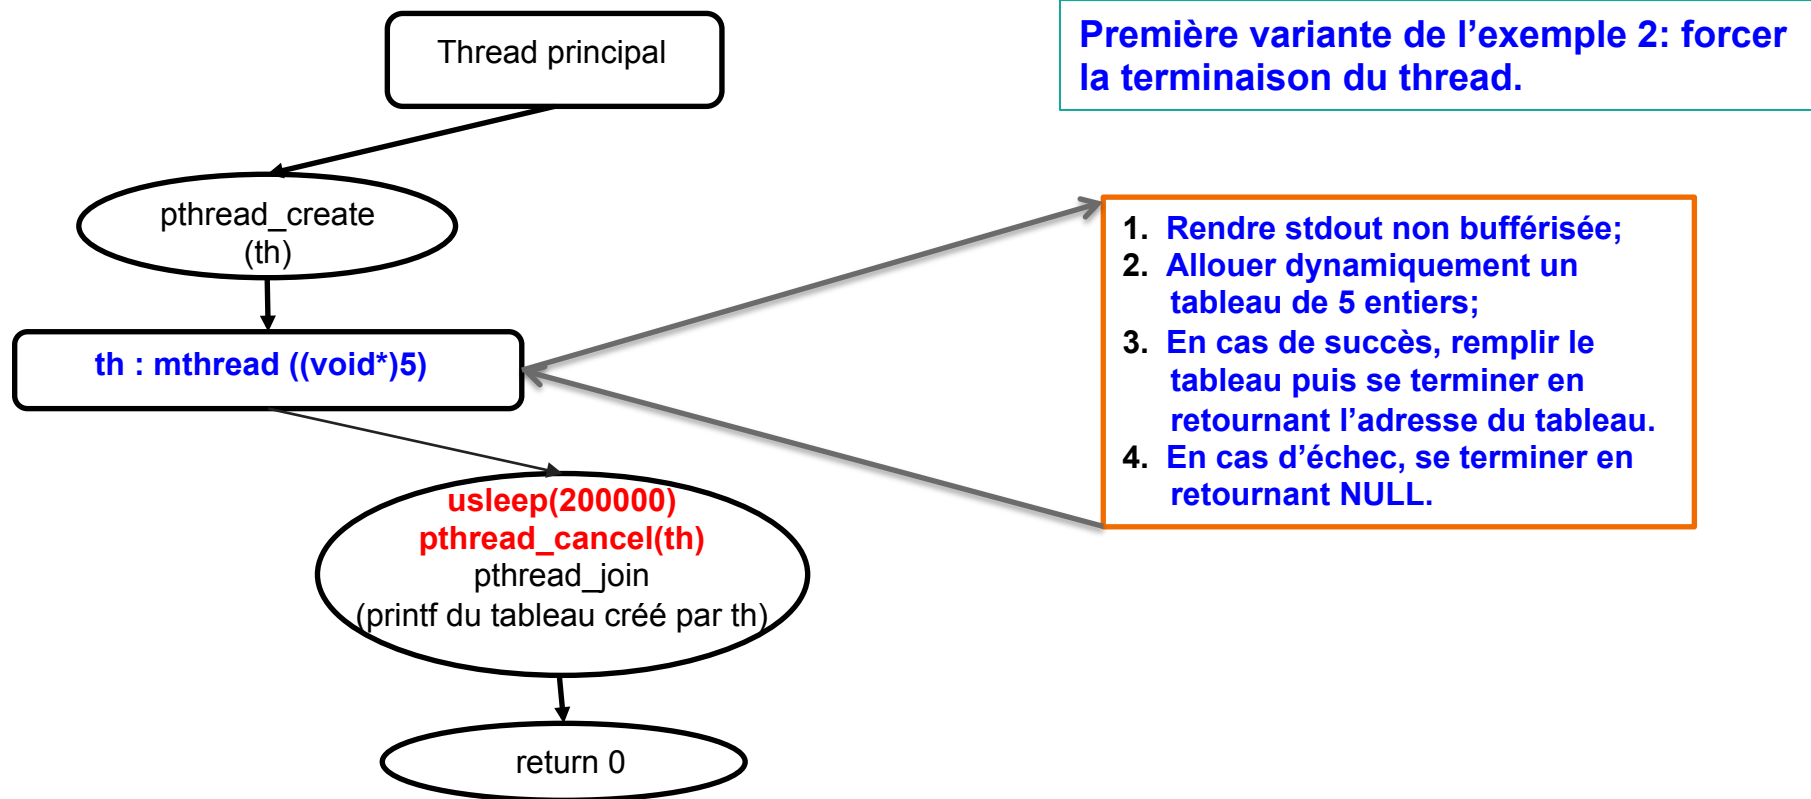 Thread principal
Première variante de l’exemple 2: forcer
la terminaison du thread.
pthread_create
(th)
th : mthread ((void*)5)
1. Rendre stdout non bufférisée;
2. Allouer dynamiquement un
tableau de 5 entiers;
3. En cas de succès, remplir le
tableau puis se terminer en
retournant l’adresse du tableau.
4. En cas d’échec, se terminer en
retournant NULL.
usleep(200000)
pthread_cancel(th)
pthread_join
(printf du tableau créé par th)
return 0